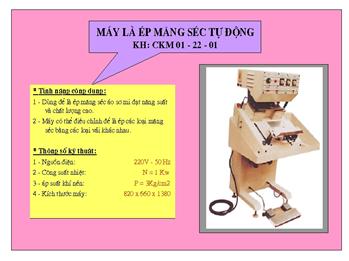 MÁY LÀ ÉP MĂNG SÉC TỰ ĐỘNG
KH: CKM 01 - 22 - 01
* Tính năng công dụng:
1 - Dùng để là ép măng séc áo sơ mi đạt năng suất
và chất lượng cao.
2 - Máy có thể điều chỉnh để là ép các loại măng
séc bằng các loại vải khác nhau.
* Thông số kỹ thuật:
1 - Nguồn điện: 220V - 50 Hz
2 - Công suất nhiệt: N = 1 Kw
3 - áp suất khí nén: P = 3Kg/cm2
4 - Kích thước máy: 820 x 660 x 1380